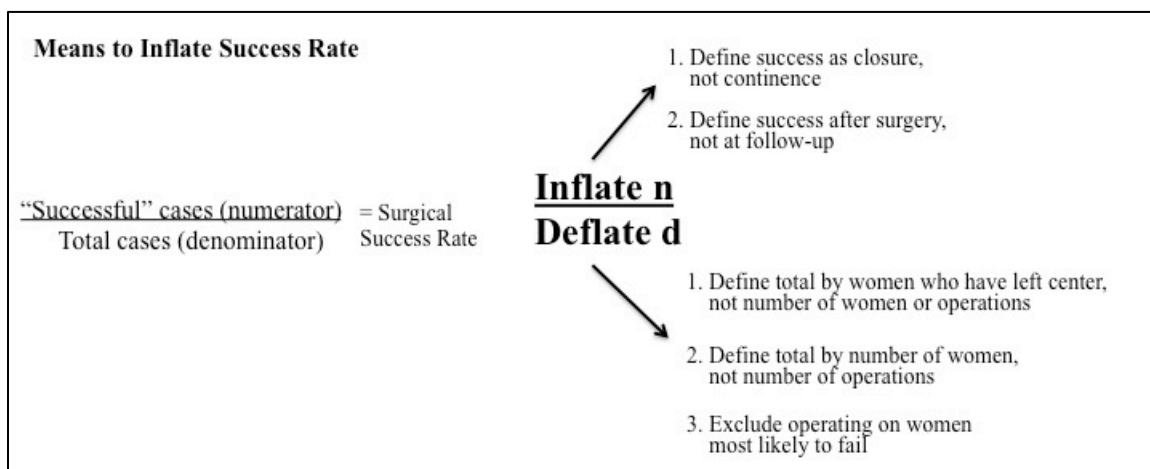 Means to Inflate Success Rate
"Successful" cases (numerator)
Total cases (denominator)
= Surgical
Success Rate
Inflate n
Deflate d
1. Define success as closure,
not continence
2. Define success after surgery,
not at follow-up
1. Define total by women who have left center,
not number of women or operations
2. Define total by number of women,
not number of operations
3. Exclude operating on women
most likely to fail